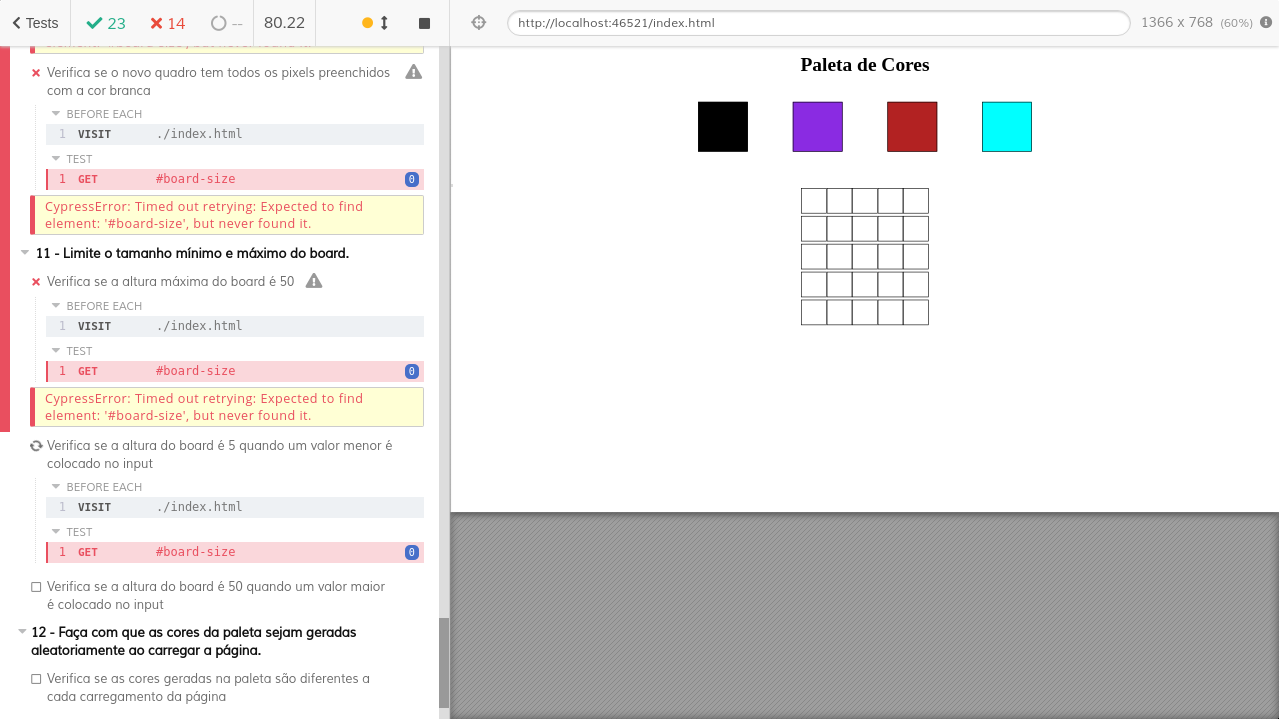 Tests
23
14
--
80.22
http://localhost:46521/index.html
1366 x 768 (60%)
Verifica se o novo quadro tem todos os pixels preenchidos
com a cor branca
BEFORE EACH
1 VISIT ./index.html
TEST
1 GET #board-size 0
CypressError: Timed out retrying: Expected to find
element: '#board-size', but never found it.
11 - Limite o tamanho mínimo e máximo do board.
Verifica se a altura máxima do board é 50
BEFORE EACH
1 VISIT ./index.html
TEST
1 GET #board-size 0
CypressError: Timed out retrying: Expected to find
element: '#board-size', but never found it.
Verifica se a altura do board é 5 quando um valor menor é
colocado no input
BEFORE EACH
1 VISIT ./index.html
TEST
1 GET #board-size 0
Verifica se a altura do board é 50 quando um valor maior
é colocado no input
12 - Faça com que as cores da paleta sejam geradas
aleatoriamente ao carregar a página.
Verifica se as cores geradas na paleta são diferentes a
cada carregamento da página
Paleta de Cores